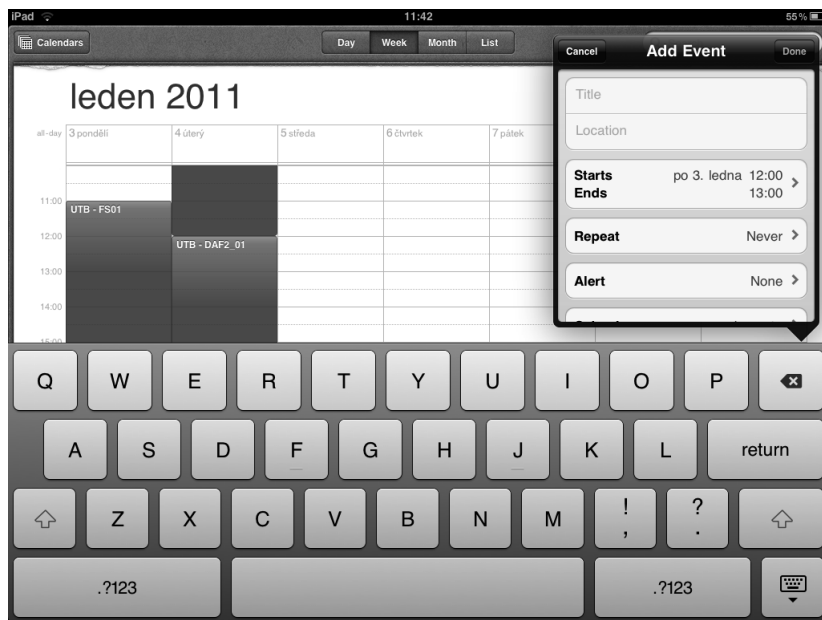 iPad 11:42 55 %
Calendars Day Week Month List
Cancel Add Event Done
Title
Location
Starts po 3. ledna 12:00
Ends 13:00
Repeat Never
Alert None
leden 2011
all-day 3 pondělí 4 úterý 5 středa 6 čtvrtek 7 pátek
11:00 UTB - FS01
12:00 UTB - DAF2_01
13:00
14:00
15:00
Q W E R T Y U I O P
A S D F G H J K L return
Z X C V B N M ! , ? .
.?123 .?123